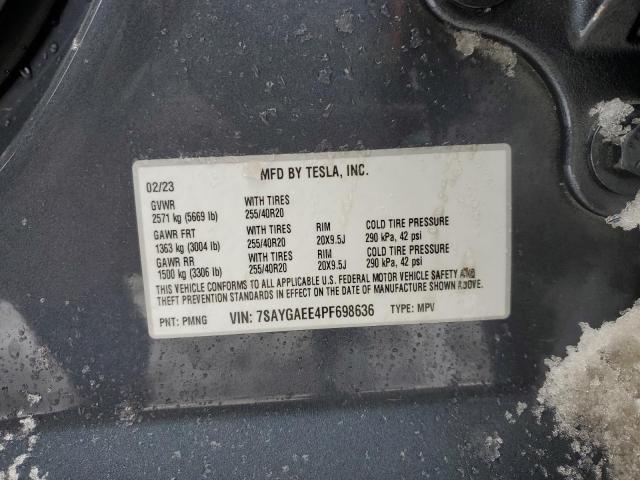 MFD BY TESLA, INC.
02/23
GVWR WITH TIRES
2571 kg (5669 lb) 255/40R20
GAWR FRT WITH TIRES RIM COLD TIRE PRESSURE
1363 kg (3004 lb) 255/40R20 20X9.5J 290 kPa, 42 psi
GAWR RR WITH TIRES RIM COLD TIRE PRESSURE
1500 kg (3306 lb) 255/40R20 20X9.5J 290 kPa, 42 psi
THIS VEHICLE CONFORMS TO ALL APPLICABLE U.S. FEDERAL MOTOR VEHICLE SAFETY AND
THEFT PREVENTION STANDARDS IN EFFECT ON THE DATE OF MANUFACTURE SHOWN ABOVE.
PNT: PMNG VIN: 7SAYGAEE4PF698636 TYPE: MPV